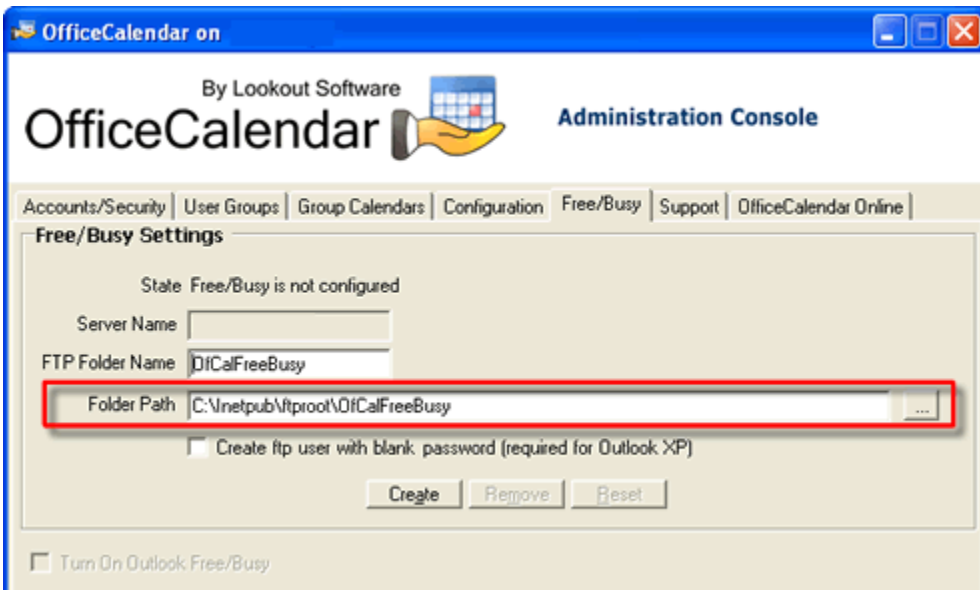 OfficeCalendar on
By Lookout Software
OfficeCalendar
Administration Console
Accounts/Security User Groups Group Calendars Configuration Free/Busy Support OfficeCalendar Online
Free/Busy Settings
State Free/Busy is not configured
Server Name
FTP Folder Name OfCalFreeBusy
Folder Path C:\Inetpub\ftproot\OfCalFreeBusy ...
Create ftp user with blank password (required for Outlook XP)
Create Remove Reset
Turn On Outlook Free/Busy